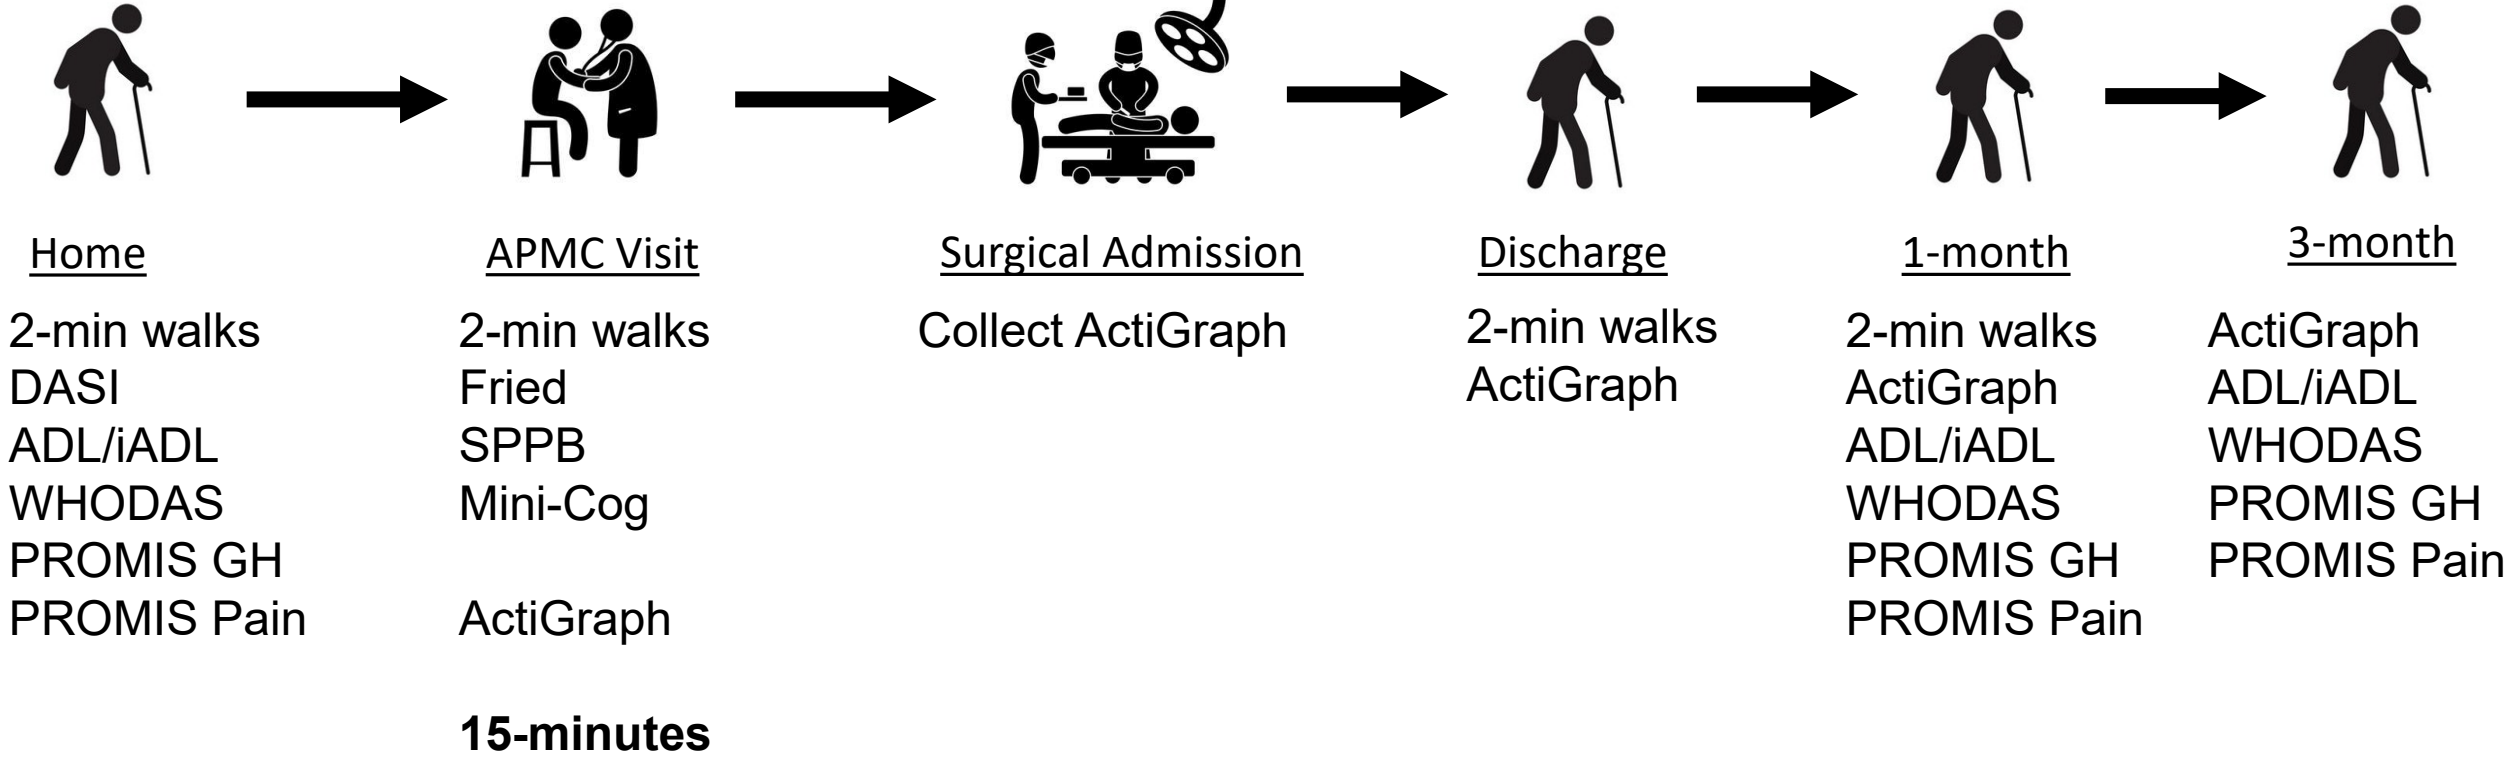 Home
2-min walks
DASI
ADL/iADL
WHODAS
PROMIS GH
PROMIS Pain
APMC Visit
2-min walks
Fried
SPPB
Mini-Cog
ActiGraph
15-minutes
Surgical Admission
Collect ActiGraph
Discharge
2-min walks
ActiGraph
1-month
2-min walks
ActiGraph
ADL/iADL
WHODAS
PROMIS GH
PROMIS Pain
3-month
ActiGraph
ADL/iADL
WHODAS
PROMIS GH
PROMIS Pain